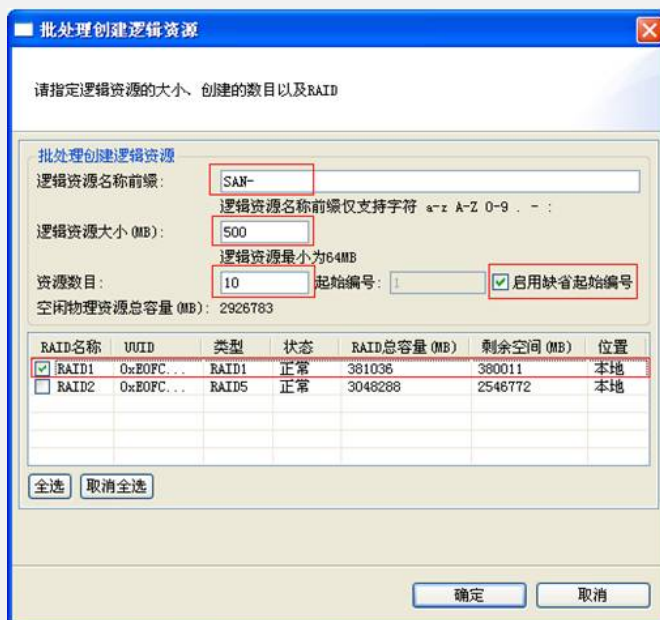 批处理创建逻辑资源
请指定逻辑资源的大小、创建的数目以及RAID
批处理创建逻辑资源
逻辑资源名称前缀: SAN-
逻辑资源名称前缀仅支持字符 a-z A-Z 0-9 . - :
逻辑资源大小(MB): 500
逻辑资源最小为64MB
资源数目: 10 起始编号: 1 启用缺省起始编号
空闲物理资源总容量(MB): 2926783
RAID名称 UUID 类型 状态 RAID总容量(MB) 剩余空间(MB) 位置
RAID1 0xE0FC... RAID1 正常 381036 380011 本地
RAID2 0xE0FC... RAID5 正常 3048288 2546772 本地
全选 取消全选
确定 取消